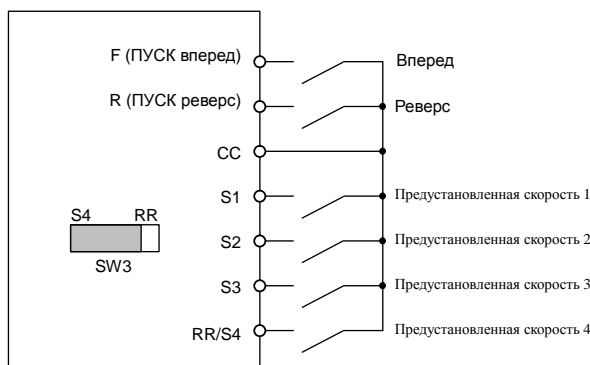 F (ПУСК вперед) Вперед
R (ПУСК реверс) Реверс
CC
S1 Предустановленная скорость 1
S4 RR
SW3
S2 Предустановленная скорость 2
S3 Предустановленная скорость 3
RR/S4 Предустановленная скорость 4